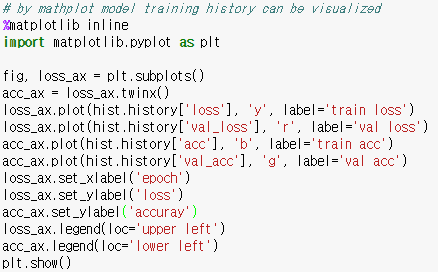 # by mathplot model training history can be visualized
%matplotlib inline
import matplotlib.pyplot as plt
fig, loss_ax = plt.subplots()
acc_ax = loss_ax.twinx()
loss_ax.plot(hist.history['loss'], 'y', label='train loss')
loss_ax.plot(hist.history['val_loss'], 'r', label='val loss')
acc_ax.plot(hist.history['acc'], 'b', label='train acc')
acc_ax.plot(hist.history['val_acc'], 'g', label='val acc')
loss_ax.set_xlabel('epoch')
loss_ax.set_ylabel('loss')
acc_ax.set_ylabel('accuray')
loss_ax.legend(loc='upper left')
acc_ax.legend(loc='lower left')
plt.show()